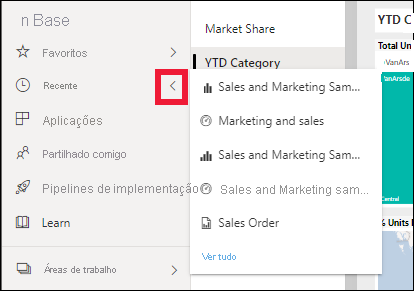 n Base
Favoritos
Recente
Aplicações
Partilhado comigo
Pipelines de implementação
Learn
Áreas de trabalho
Market Share
YTD Category
Sales and Marketing Sam...
Marketing and sales
Sales and Marketing Sam...
Sales and Marketing sam...
Sales Order
Ver tudo
YTD C
Total Un
VanArs
VanArsde
Central
% Units